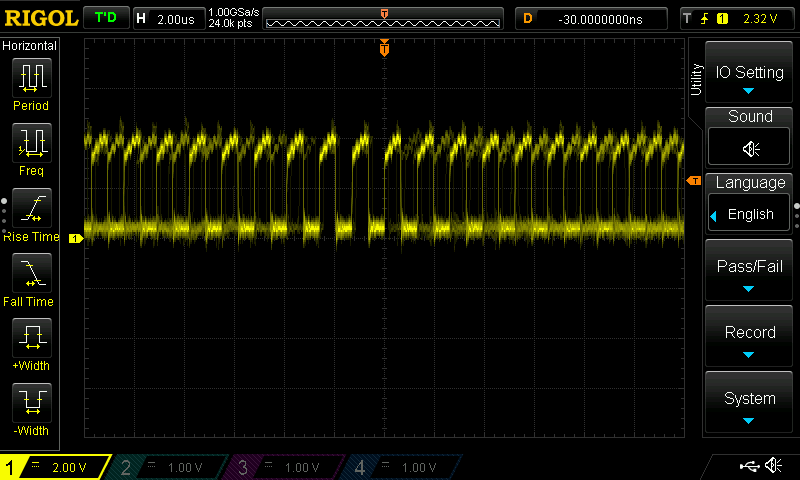 RIGOL T'D H 2.00us 1.00GSa/s 24.0k pts T D -30.0000000ns T 1 2.32 V
Horizontal
Period
Freq
Rise Time
Fall Time
+Width
-Width
T
T
1
Utility
IO Setting
Sound
Language
English
Pass/Fail
Record
System
1 2.00 V 2 1.00 V 3 1.00 V 4 1.00 V